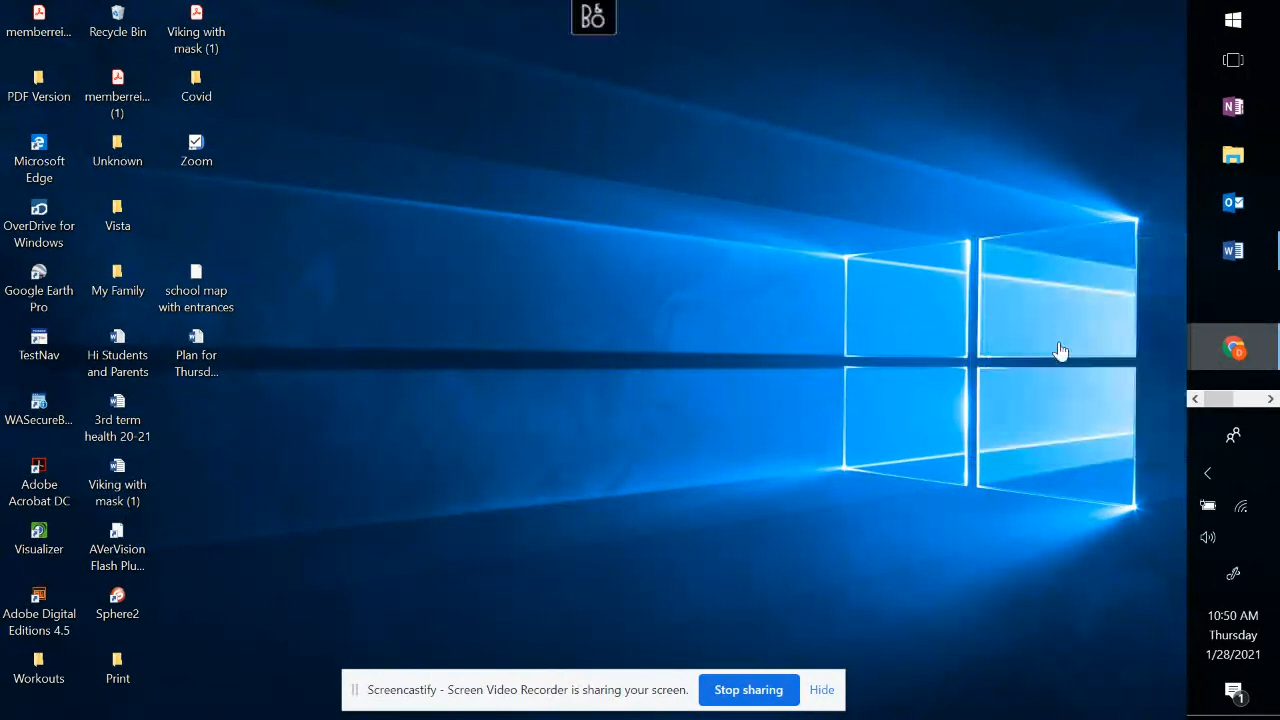 memberrei...
Recycle Bin
Viking with
mask (1)
PDF Version
memberrei...
(1)
Covid
Microsoft
Edge
Unknown
Zoom
OverDrive for
Windows
Vista
Google Earth
Pro
My Family
school map
with entrances
TestNav
Hi Students
and Parents
Plan for
Thursd...
WASecureB...
3rd term
health 20-21
Adobe
Acrobat DC
Viking with
mask (1)
Visualizer
AVerVision
Flash Plu...
Adobe Digital
Editions 4.5
Sphere2
Workouts
Print
B&O
Screencastify - Screen Video Recorder is sharing your screen.
Stop sharing
Hide
N
O
W
D
10:50 AM
Thursday
1/28/2021
1